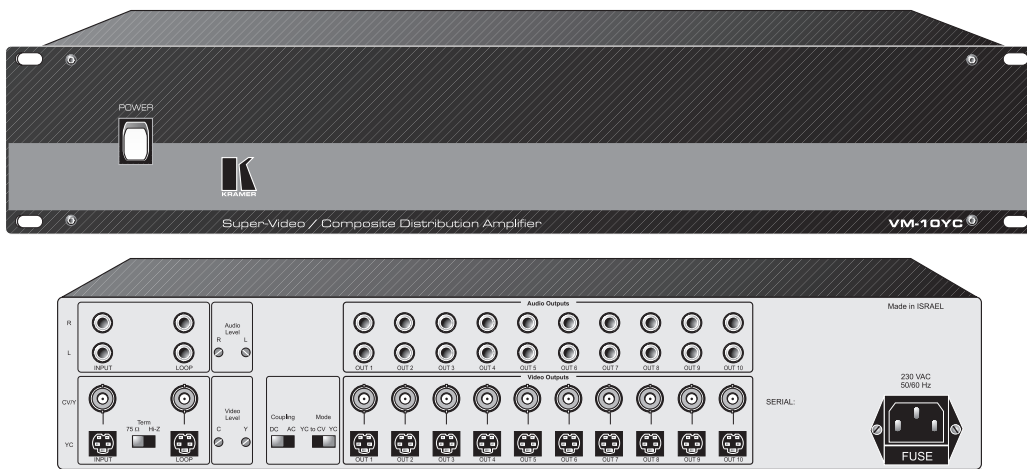 POWER
K
KRAMER
Super-Video / Composite Distribution Amplifier
VM-10YC
Audio Outputs
Made in ISRAEL
R
L
INPUT
LOOP
Audio
Level
R L
OUT 1 OUT 2 OUT 3 OUT 4 OUT 5 OUT 6 OUT 7 OUT 8 OUT 9 OUT 10
Video Outputs
230 VAC
50/60 Hz
CV/Y
YC
Term
75 Ω Hi-Z
INPUT
LOOP
Video
Level
C Y
Coupling Mode
DC AC YC to CV YC
OUT 1 OUT 2 OUT 3 OUT 4 OUT 5 OUT 6 OUT 7 OUT 8 OUT 9 OUT 10
SERIAL:
FUSE